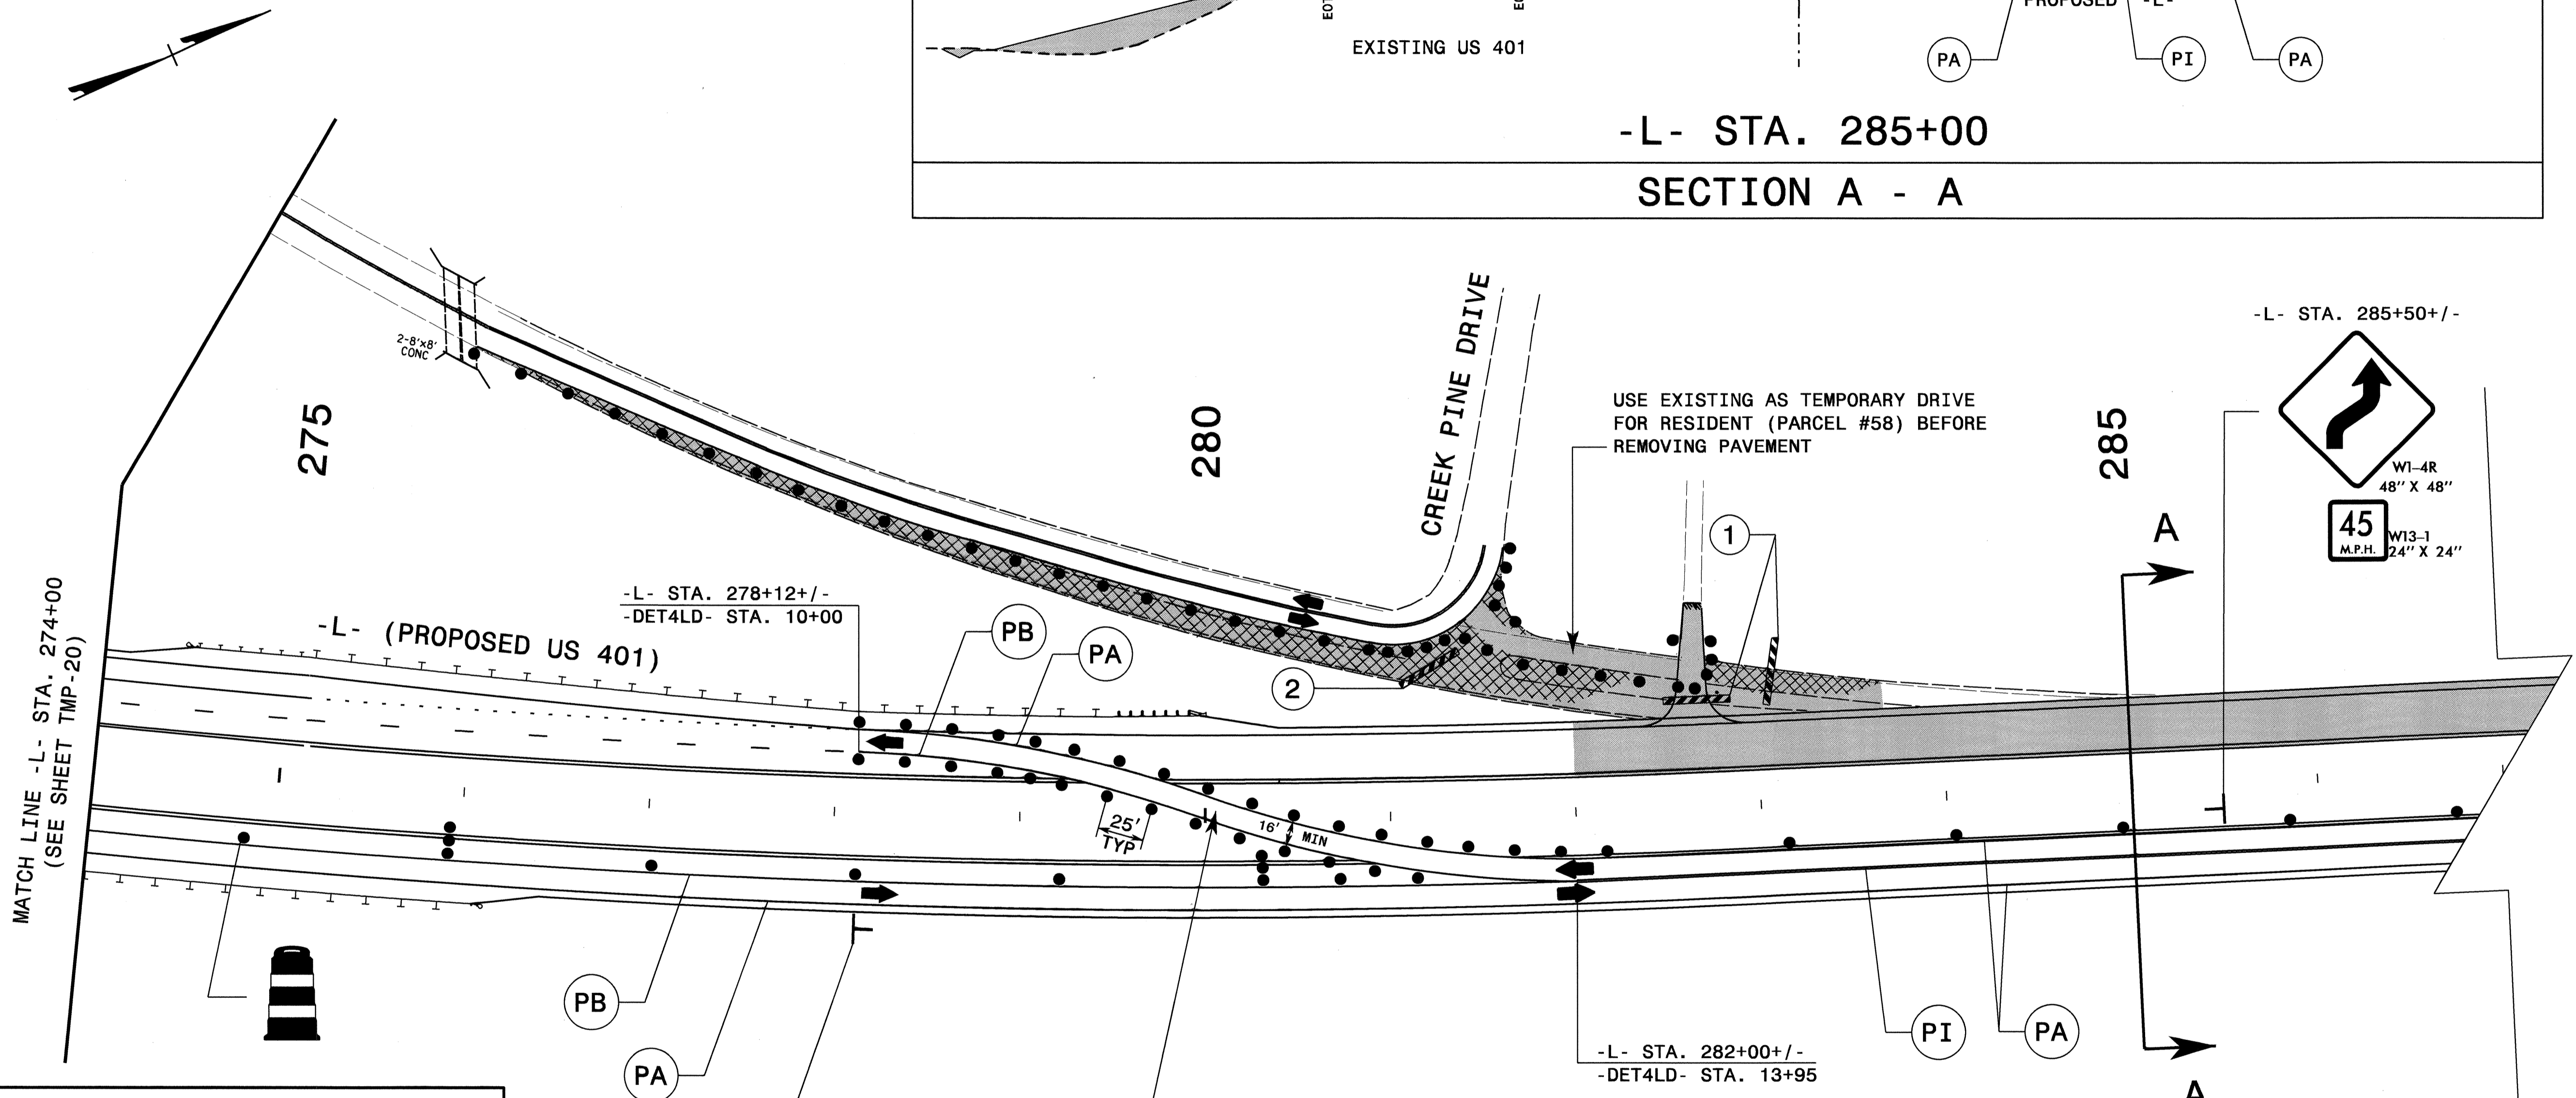 EXISTING US 401
PROPOSED -L-
PA
PI
PA
-L- STA. 285+00
SECTION A - A
2-8'x8'
CONC
275
280
285
CREEK PINE DRIVE
USE EXISTING AS TEMPORARY DRIVE
FOR RESIDENT (PARCEL #58) BEFORE
REMOVING PAVEMENT
-L- STA. 285+50+/-
W1-4R
48" X 48"
45
M.P.H.
W13-1
24" X 24"
1
A
-L- STA. 278+12+/-
-DET4LD- STA. 10+00
PB
PA
2
-L- (PROPOSED US 401)
MATCH LINE -L- STA. 274+00
(SEE SHEET TMP-20)
25'
TYP
16'
MIN
PB
PA
PI
PA
-L- STA. 282+00+/-
-DET4LD- STA. 13+95
A